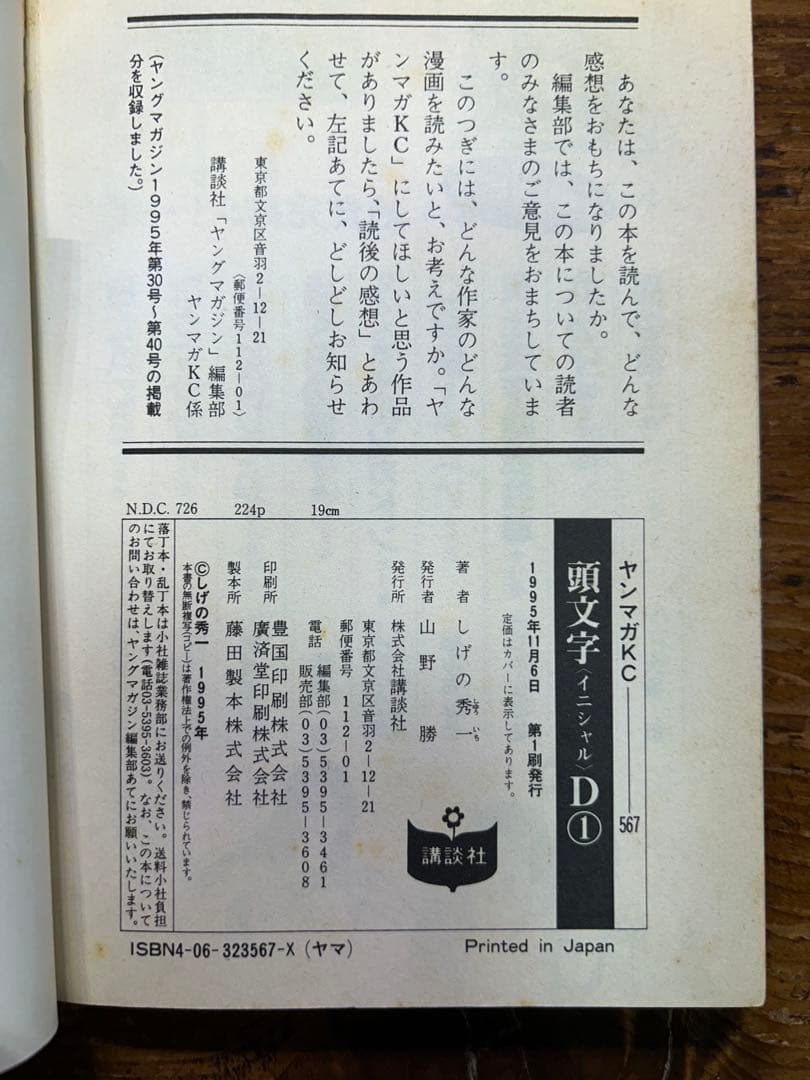 あなたは、この本を読んで、どんな
感想をおもちになりましたか。
編集部では、この本についての読者
のみなさまのご意見をおまちしていま
す。
このつぎには、どんな作家のどんな
漫画を読みたいと、お考えですか。「ヤ
ンマガKC」にしてほしいと思う作品
がありましたら、「読後の感想」とあわ
せて、左記あてに、どしどしお知らせ
ください。
東京都文京区音羽2−12−21
（郵便番号112−01）
講談社「ヤングマガジン」編集部
ヤンマガKC係
（ヤングマガジン1995年第30号〜第40号の掲載
分を収録しました。）
N.D.C. 726 224p 19cm
ヤンマガKC——567
頭文字〈イニシャル〉D①
1995年11月6日 第1刷発行
定価はカバーに表示してあります。
著者 しげの秀一
しゅういち
発行者 山野 勝
発行所 株式会社講談社
東京都文京区音羽2−12−21
郵便番号 112−01
電話 編集部(03)5395−3461
販売部(03)5395−3608
印刷所 豊国印刷株式会社
廣済堂印刷株式会社
製本所 藤田製本株式会社
講談社
©しげの秀一 1995年
本書の無断複写(コピー)は著作権法上での例外を除き、禁じられています。
落丁本・乱丁本は小社雑誌業務部にお送りください。送料小社負担
にてお取り替えします(電話03-5395-3603)。なお、この本について
のお問い合わせは、ヤングマガジン編集部あてにお願いいたします。
ISBN4-06-323567-X (ヤマ) Printed in Japan